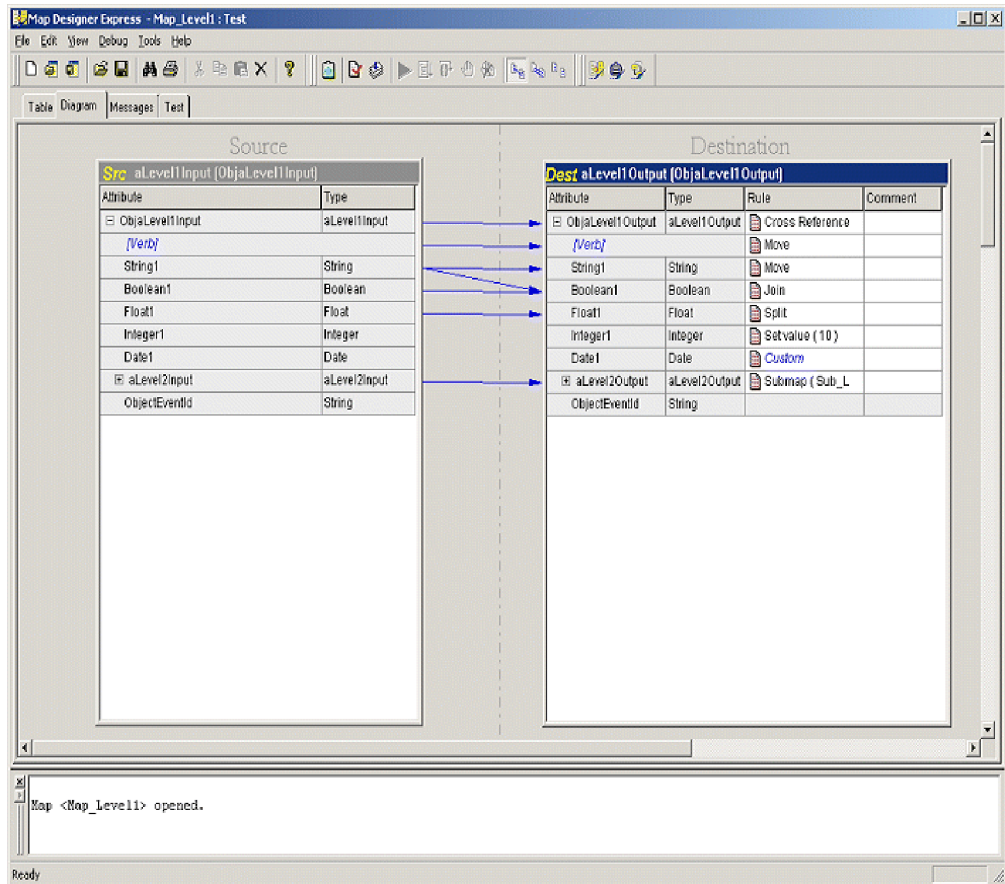 Map Designer Express - Map_Level1 : Test
File Edit View Debug Tools Help
Table Diagram Messages Test
Source Destination
Src aLevel1Input (ObjaLevel1Input)
Attribute Type
ObjaLevel1Input aLevel1Input
[Verb]
String1 String
Boolean1 Boolean
Float1 Float
Integer1 Integer
Date1 Date
aLevel2Input aLevel2Input
ObjectEventId String
Dest aLevel1Output (ObjaLevel1Output)
Attribute Type Rule Comment
ObjaLevel1Output aLevel1Output Cross Reference
[Verb] Move
String1 String Move
Boolean1 Boolean Join
Float1 Float Split
Integer1 Integer Setvalue ( 10 )
Date1 Date Custom
aLevel2Output aLevel2Output Submap ( Sub_L
ObjectEventId String
Map <Map_Level1> opened.
Ready